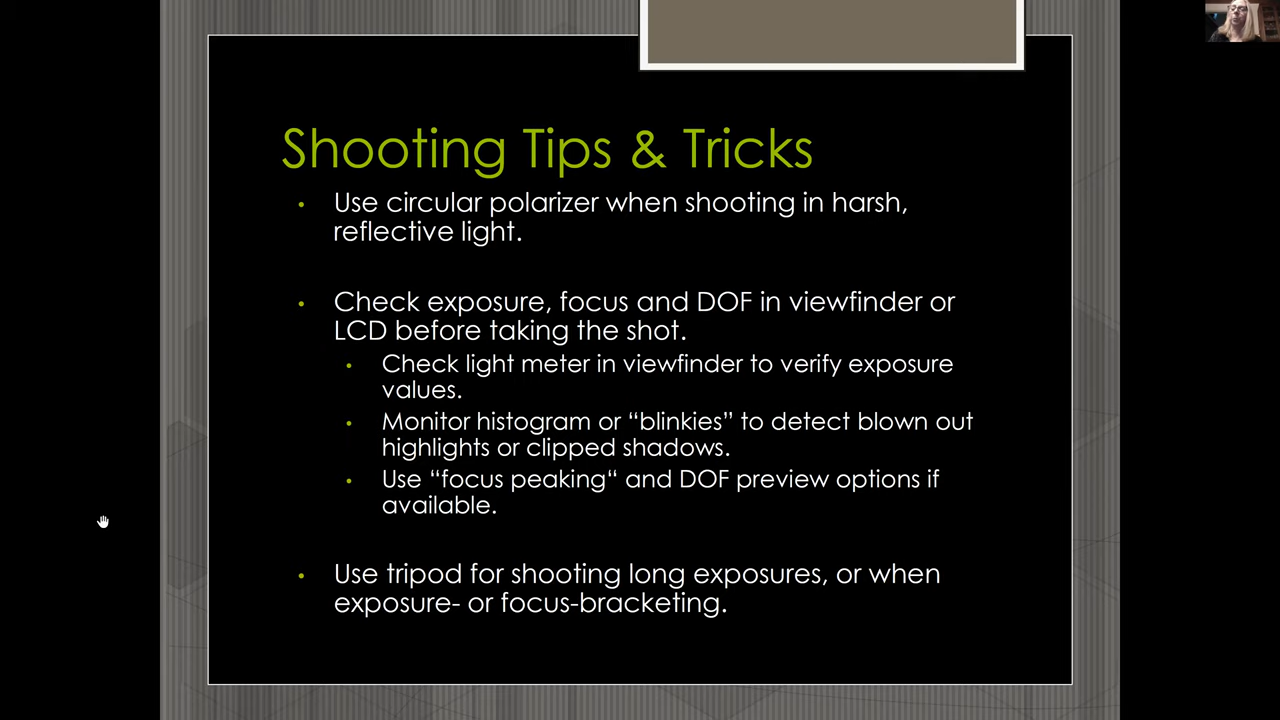 Shooting Tips & Tricks
• Use circular polarizer when shooting in harsh,
reflective light.
• Check exposure, focus and DOF in viewfinder or
LCD before taking the shot.
• Check light meter in viewfinder to verify exposure
values.
• Monitor histogram or “blinkies” to detect blown out
highlights or clipped shadows.
• Use “focus peaking“ and DOF preview options if
available.
• Use tripod for shooting long exposures, or when
exposure- or focus-bracketing.